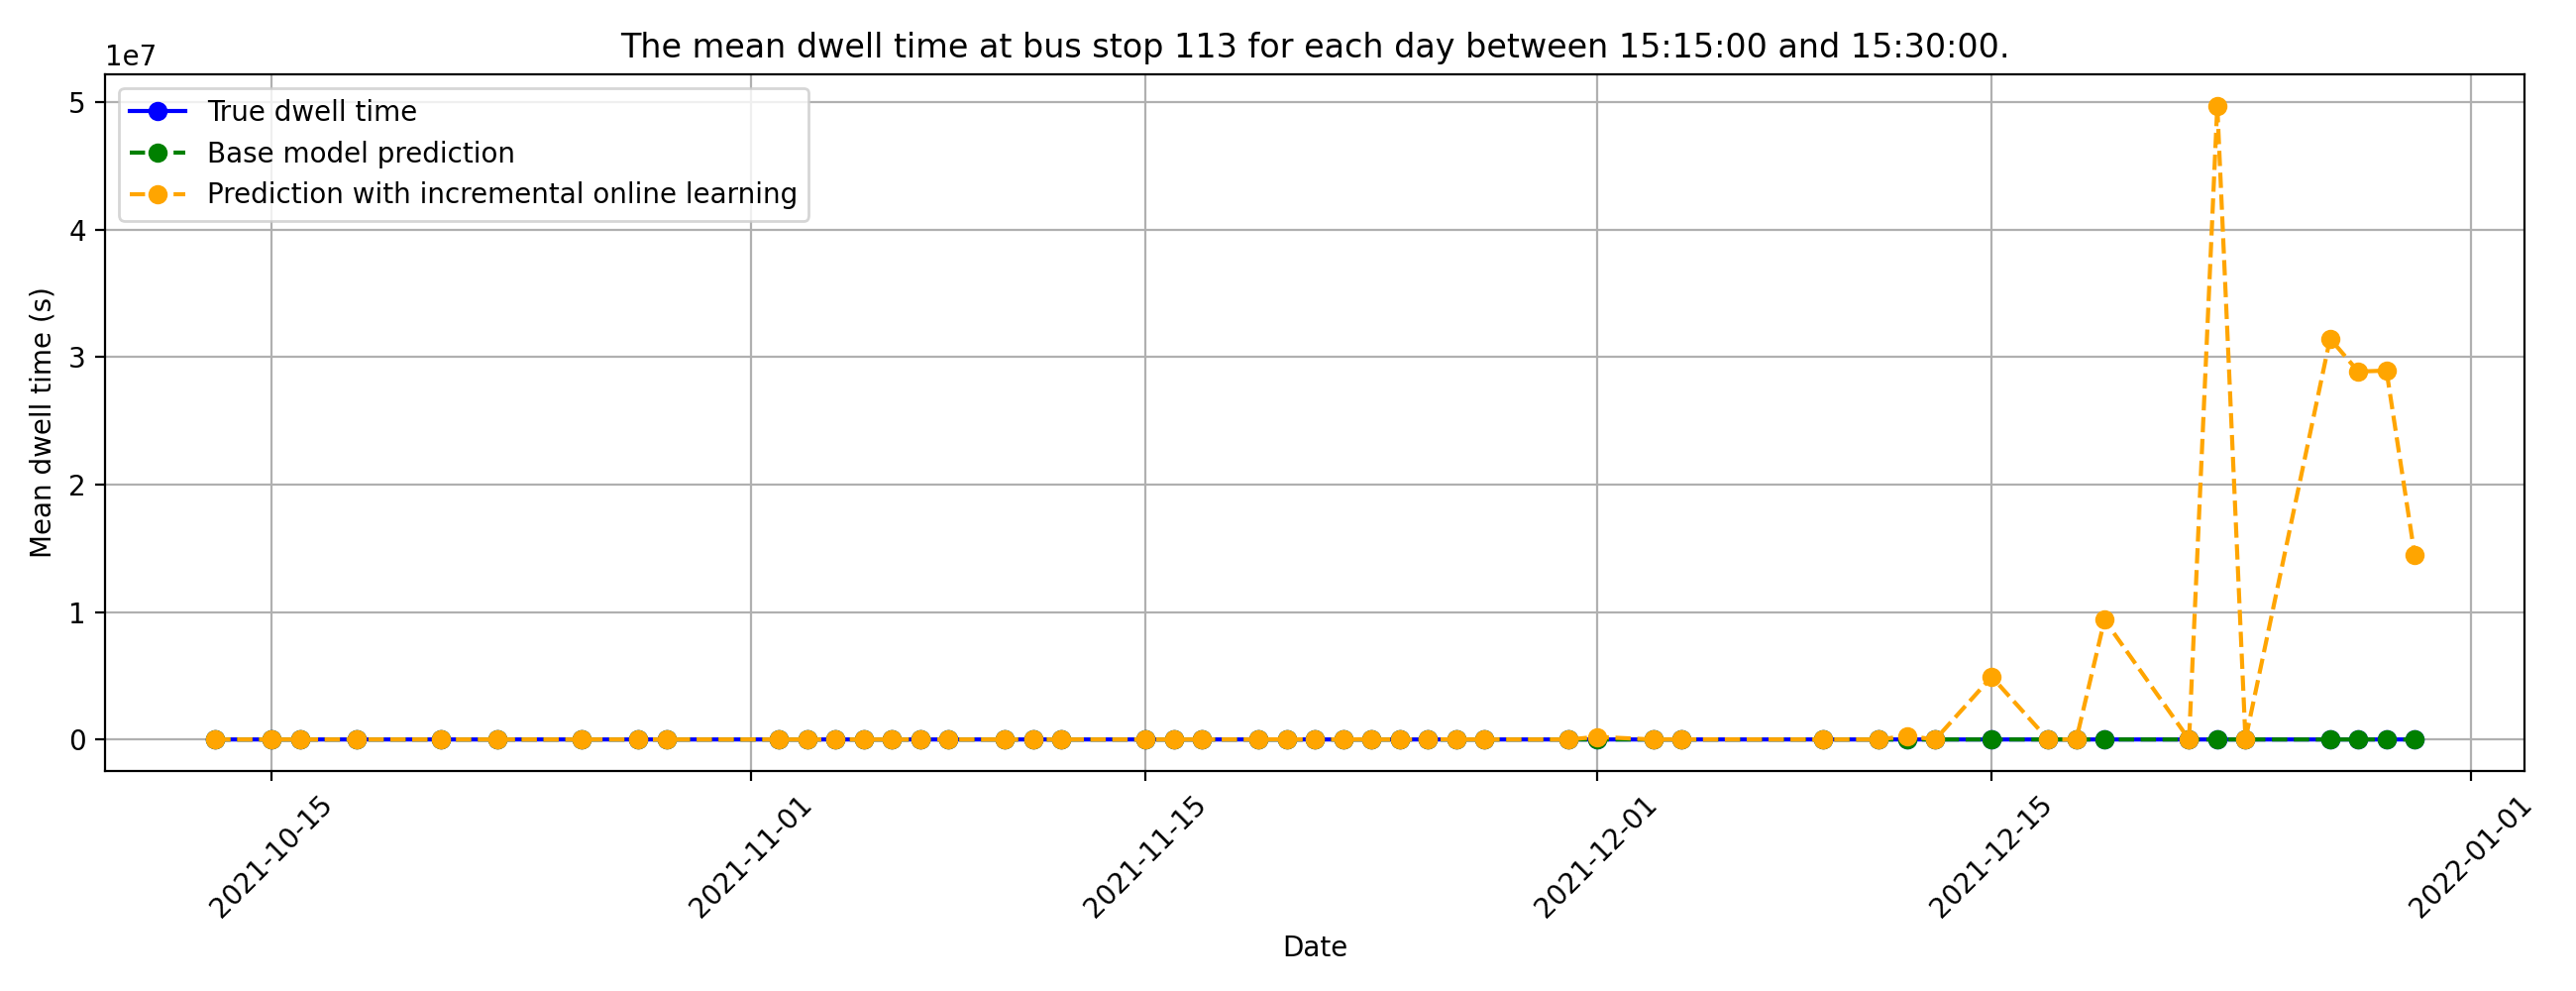 The mean dwell time at bus stop 113 for each day between 15:15:00 and 15:30:00.
1e7
True dwell time
Base model prediction
Prediction with incremental online learning
5
4
3
2
1
0
Mean dwell time (s)
2021-10-15
2021-11-01
2021-11-15
2021-12-01
2021-12-15
2022-01-01
Date